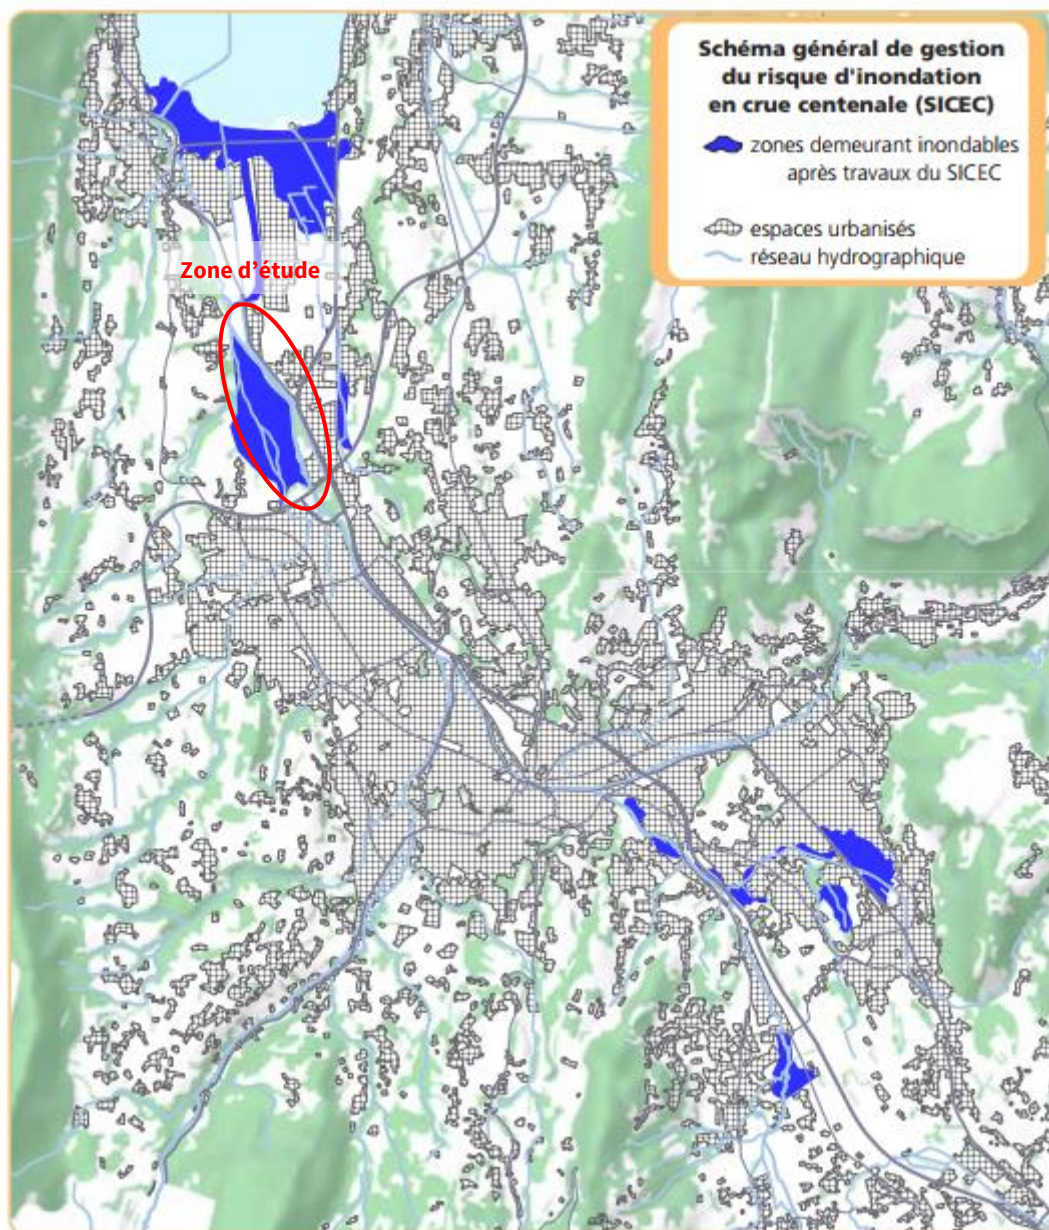 Schéma général de gestion
du risque d'inondation
en crue centenale (SICEC)
zones demeurant inondables
après travaux du SICEC
espaces urbanisés
réseau hydrographique
Zone d'étude